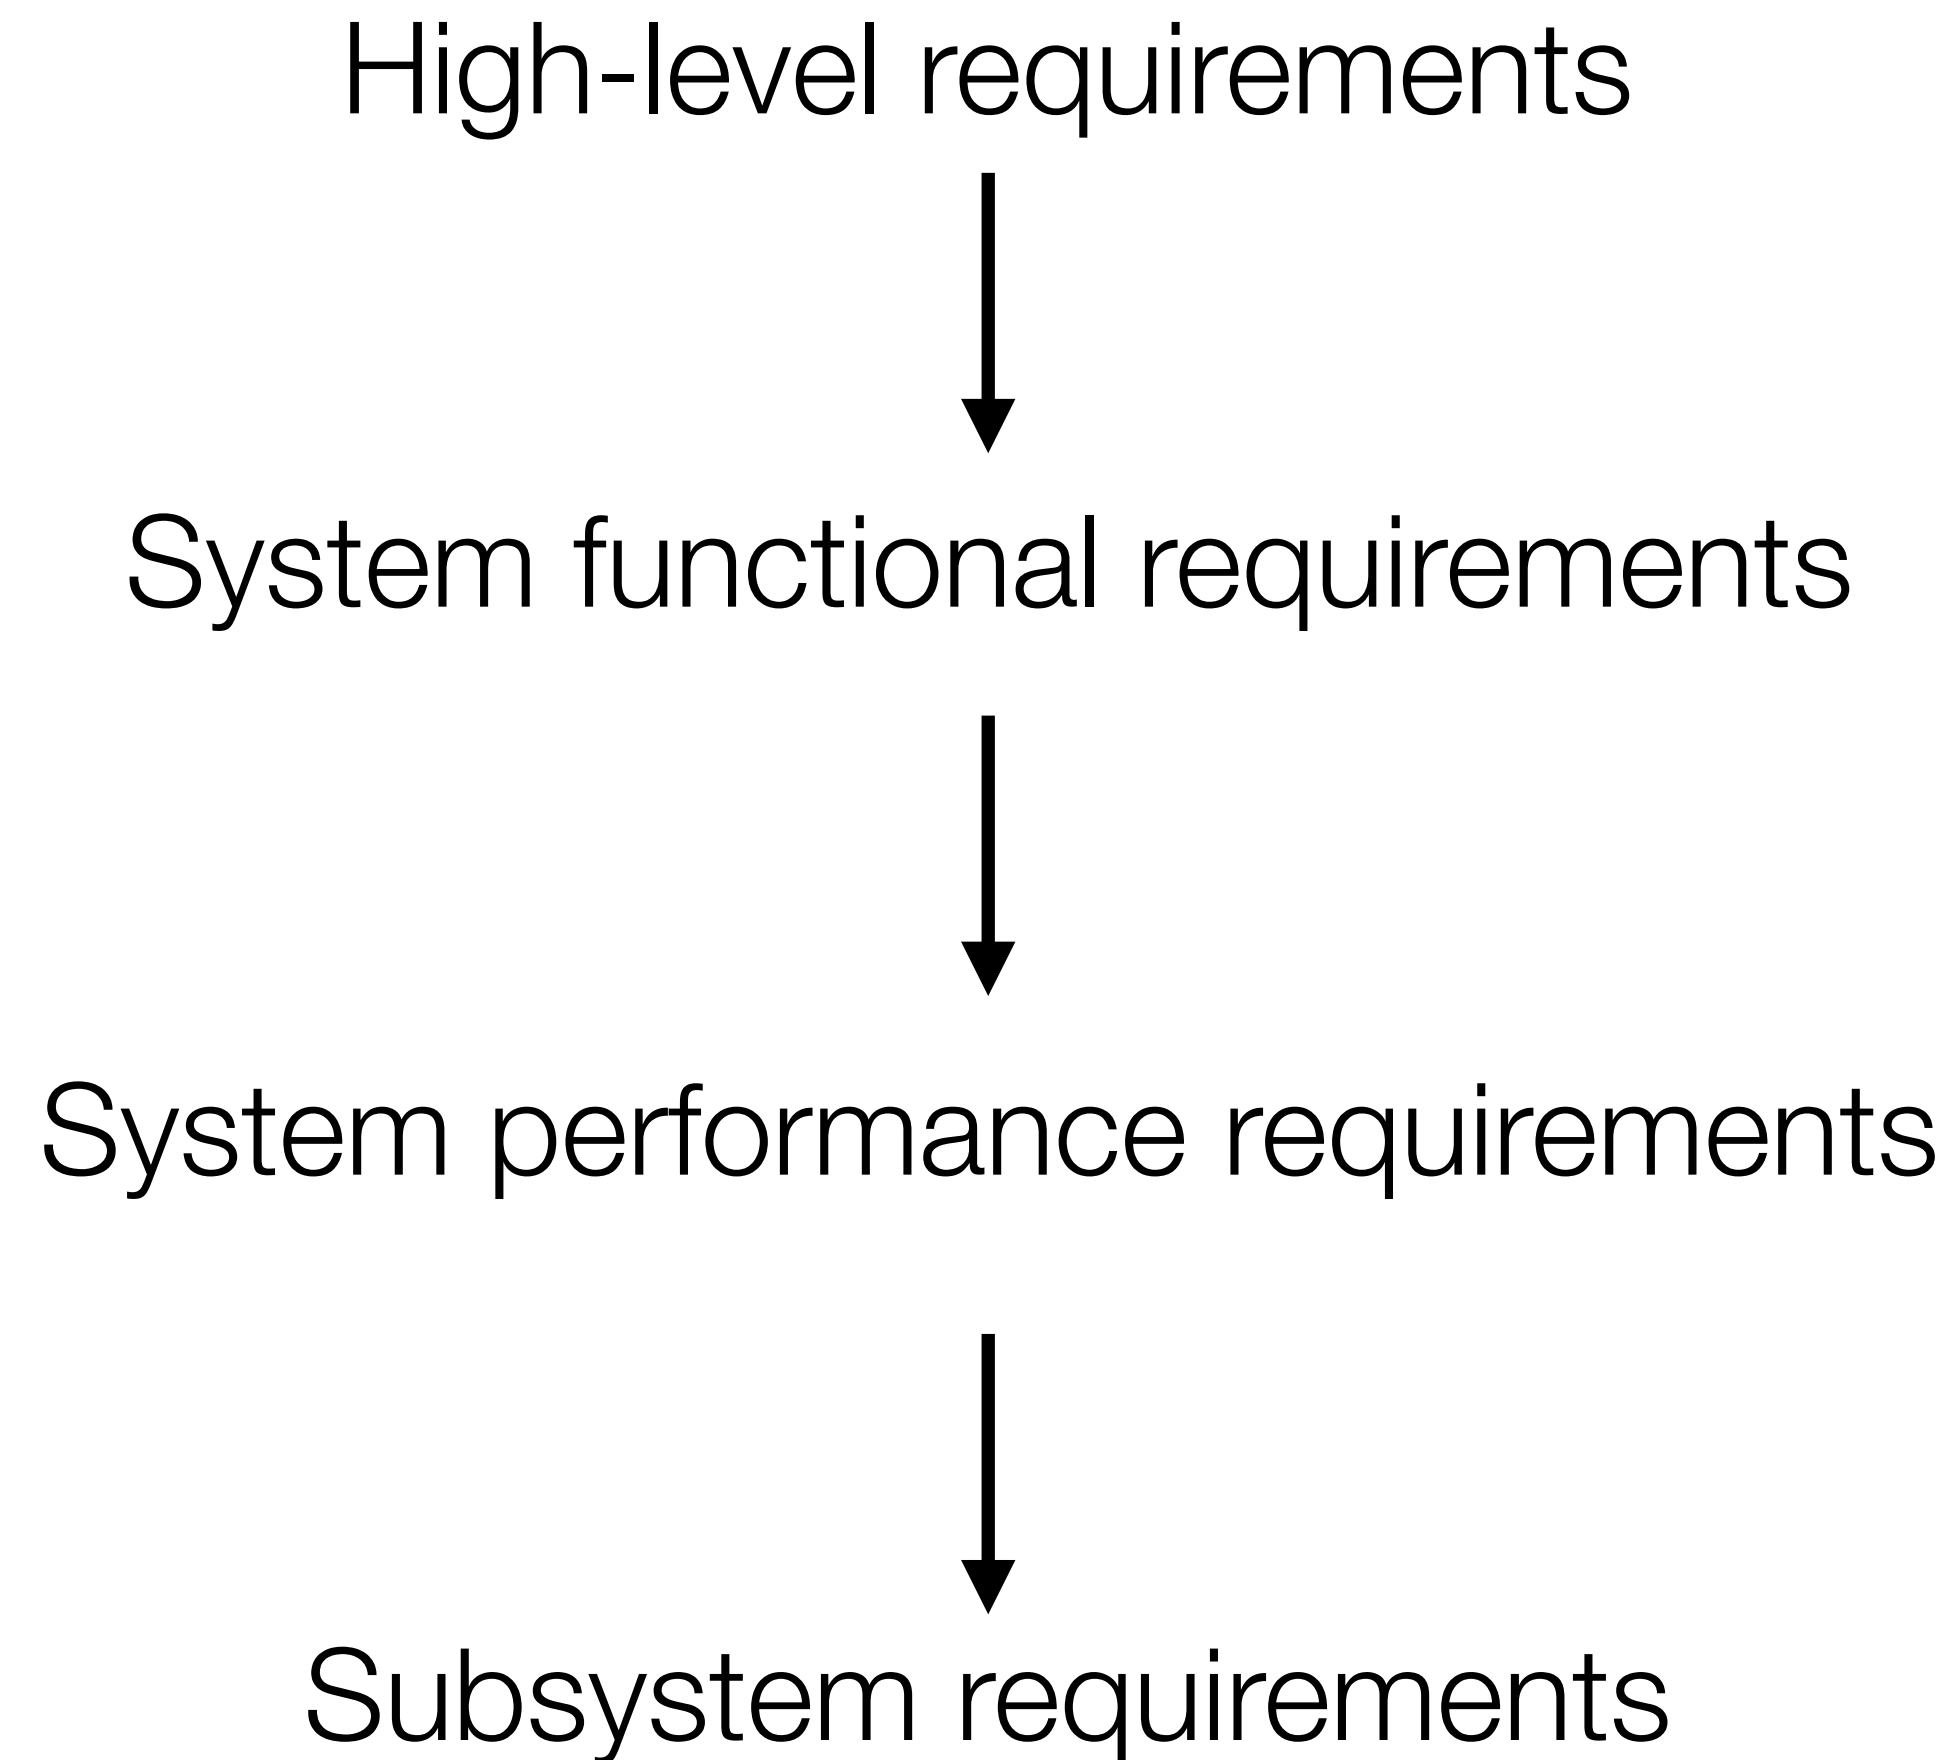 High-level requirements
System functional requirements
System performance requirements
Subsystem requirements